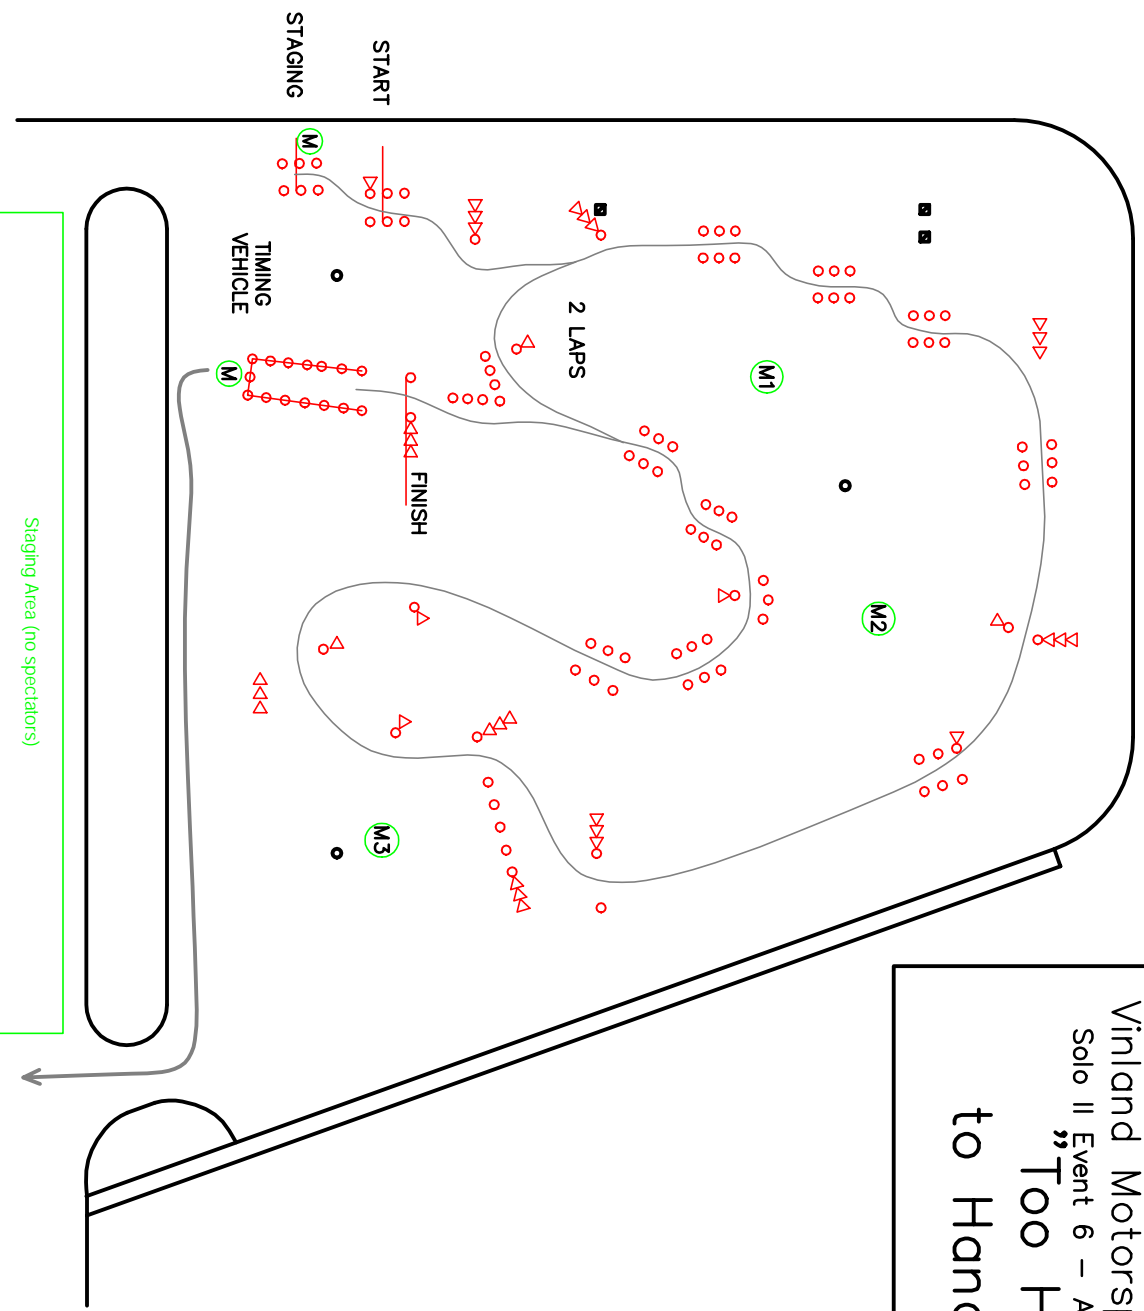 Vinland Motors
Solo II Event 6 - A
"Too H
to Hand
STAGING
START
M
TIMING
VEHICLE
M
2 LAPS
FINISH
M1
M2
M3
Staging Area (no spectators)